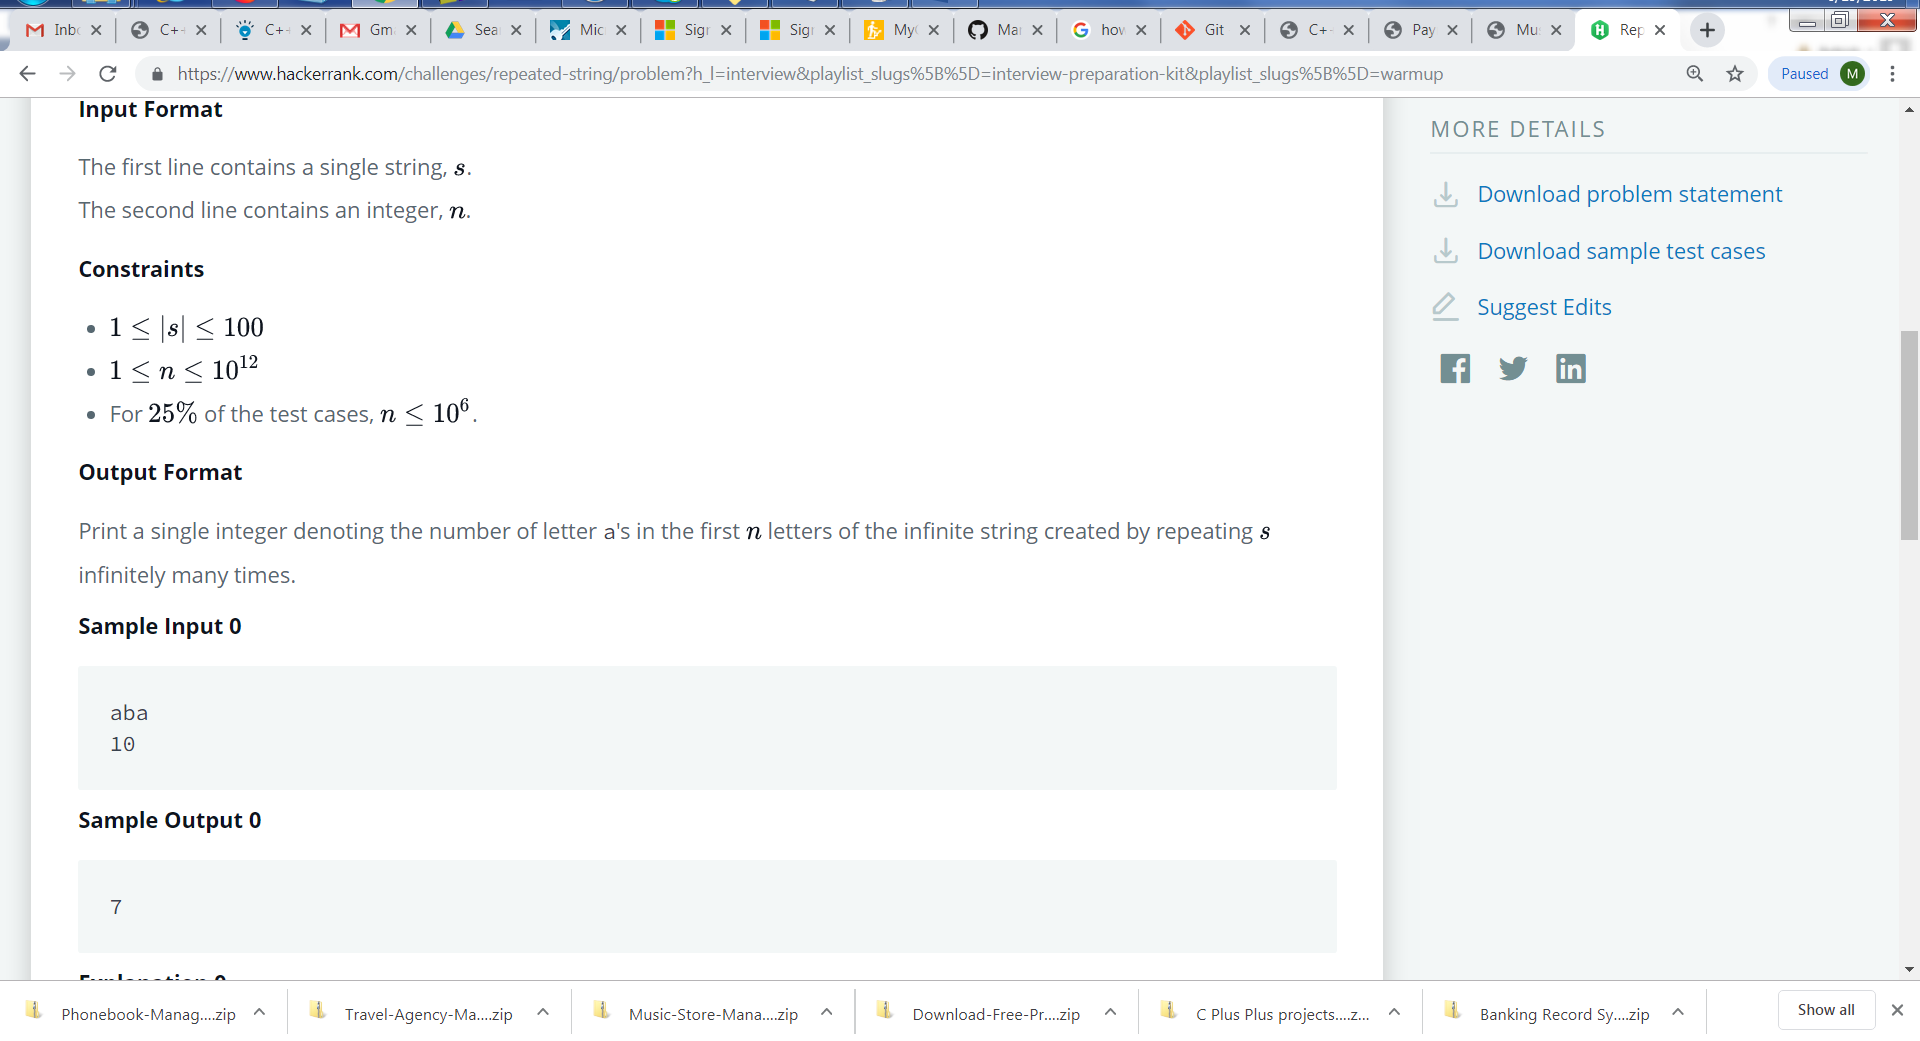 Inb
C++
C++
Gm
Sea
Mic
Sign
Sign
My
Ma
how
Git
C++
Pay
Mu
Rep
https://www.hackerrank.com/challenges/repeated-string/problem?h_l=interview&playlist_slugs%5B%5D=interview-preparation-kit&playlist_slugs%5B%5D=warmup
Paused M
Input Format
The first line contains a single string, s.
The second line contains an integer, n.
Constraints
• 1 ≤ |s| ≤ 100
• 1 ≤ n ≤ 10^12
• For 25% of the test cases, n ≤ 10^6.
Output Format
Print a single integer denoting the number of letter a's in the first n letters of the infinite string created by repeating s
infinitely many times.
Sample Input 0
aba
10
Sample Output 0
7
MORE DETAILS
Download problem statement
Download sample test cases
Suggest Edits
Phonebook-Manag....zip
Travel-Agency-Ma....zip
Music-Store-Mana....zip
Download-Free-Pr....zip
C Plus Plus projects....z...
Banking Record Sy....zip
Show all